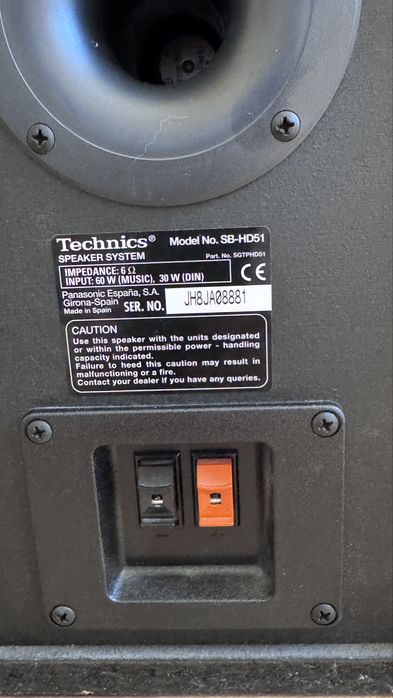 Technics® Model No. SB-HD51
SPEAKER SYSTEM Part. No. SGTPHD51
IMPEDANCE: 6 Ω
INPUT: 60 W (MUSIC), 30 W (DIN) CE
Panasonic España, S.A.
Girona-Spain
Made in Spain
SER. NO. JH8JA08881
CAUTION
Use this speaker with the units designated
or within the permissible power - handling
capacity indicated.
Failure to heed this caution may result in
malfunctioning or a fire.
Contact your dealer if you have any queries.